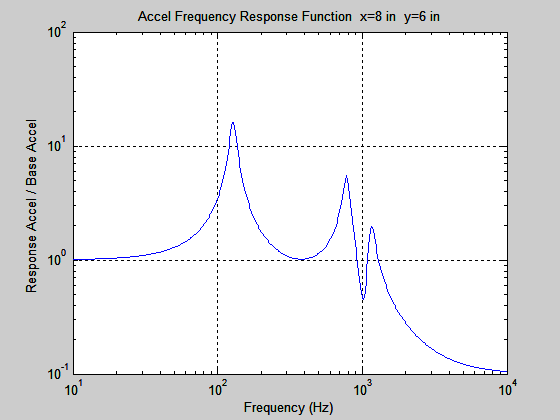 Accel Frequency Response Function  x=8 in  y=6 in
Response Accel / Base Accel
10^2
10^1
10^0
10^-1
10^1
10^2
10^3
10^4
Frequency (Hz)